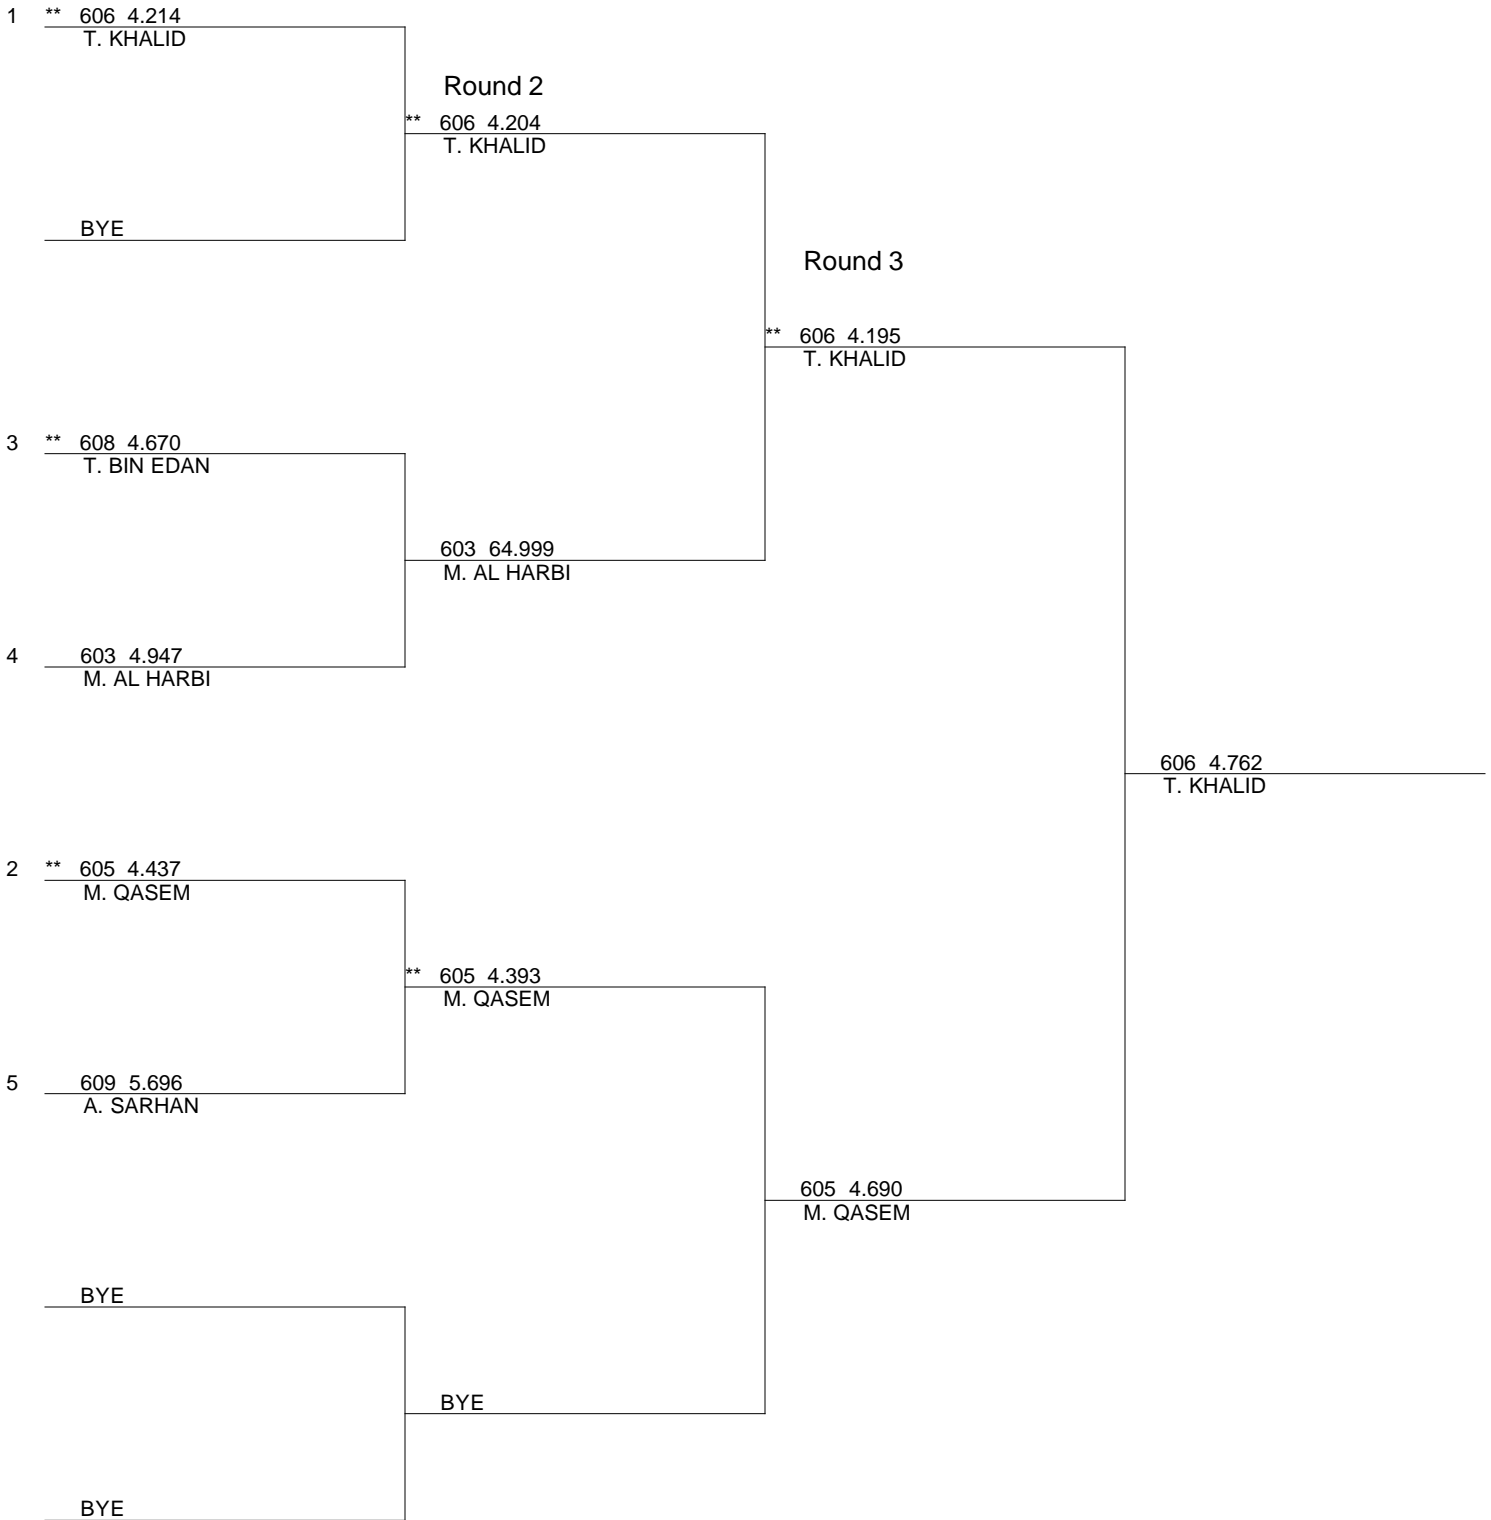 1 ** 606 4.214
T. KHALID
Round 2
** 606 4.204
T. KHALID
BYE
Round 3
** 606 4.195
T. KHALID
3 ** 608 4.670
T. BIN EDAN
603 64.999
M. AL HARBI
4 603 4.947
M. AL HARBI
606 4.762
T. KHALID
2 ** 605 4.437
M. QASEM
** 605 4.393
M. QASEM
5 609 5.696
A. SARHAN
605 4.690
M. QASEM
BYE
BYE
BYE